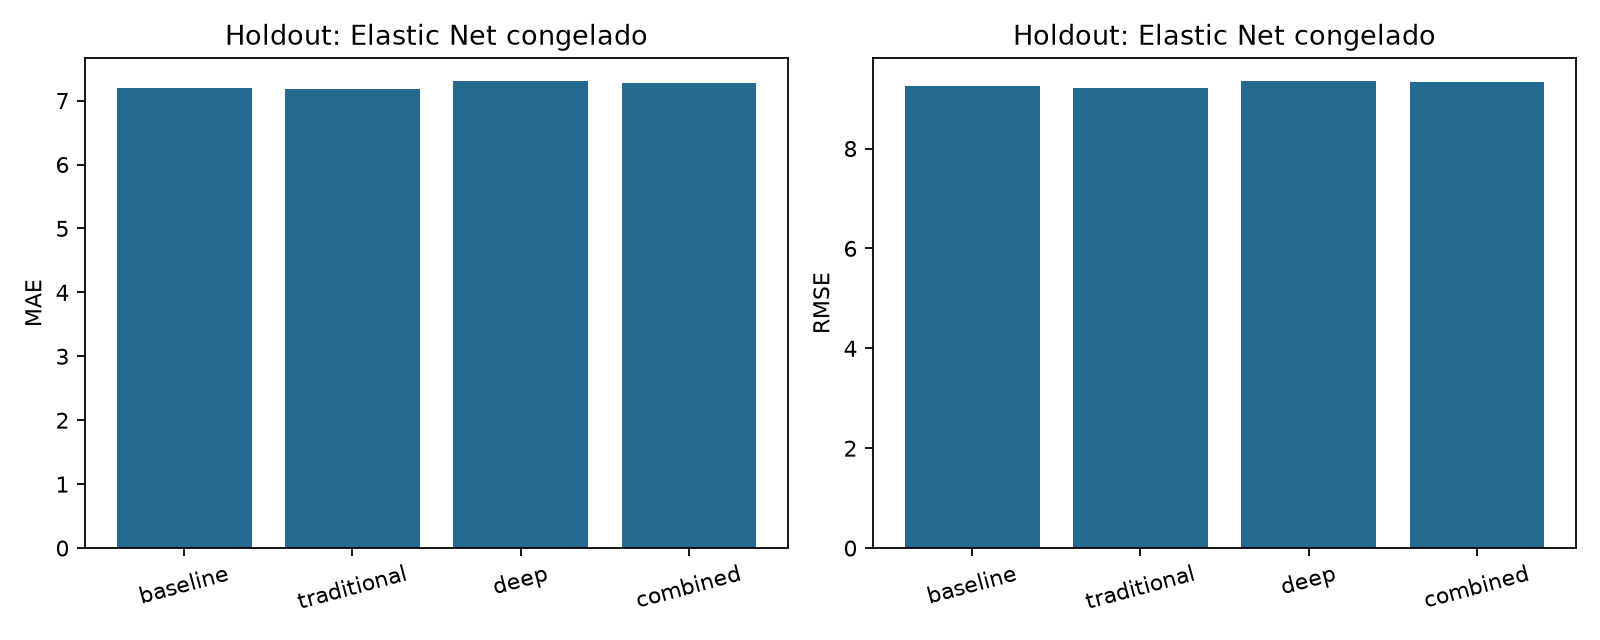 Holdout: Elastic Net congelado
MAE
7
6
5
4
3
2
1
0
baseline
traditional
deep
combined
Holdout: Elastic Net congelado
RMSE
8
6
4
2
0
baseline
traditional
deep
combined